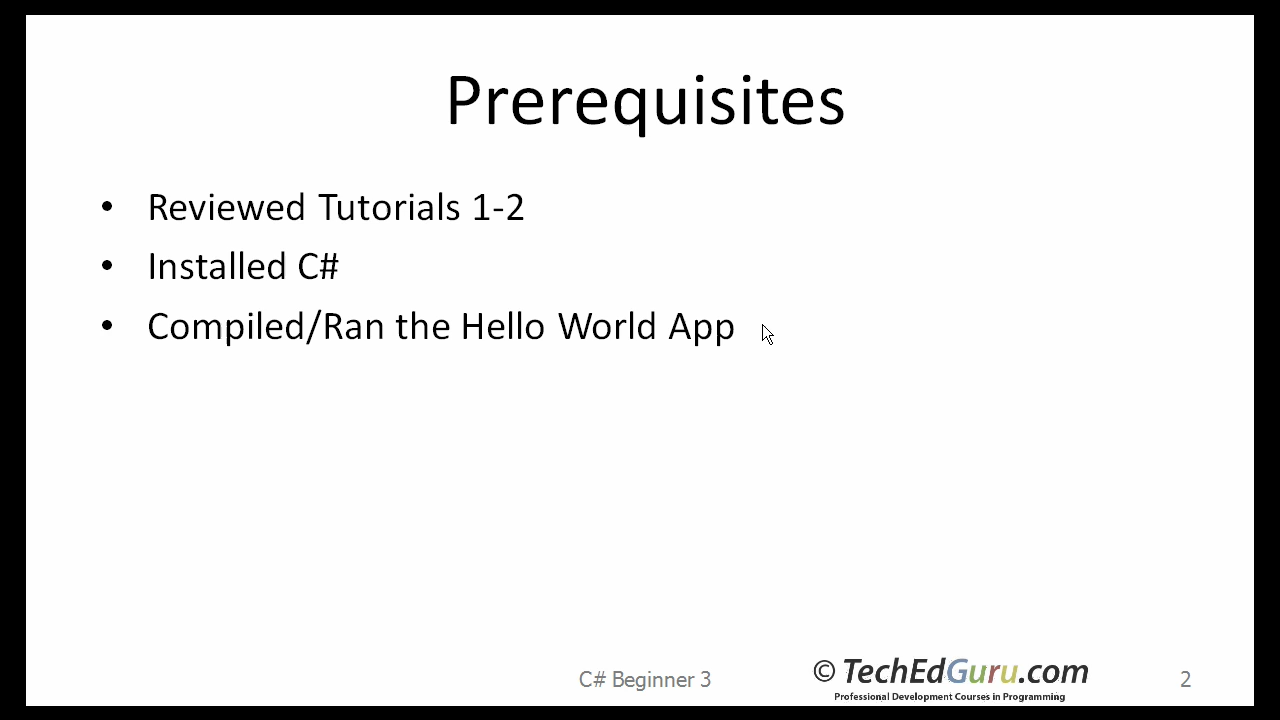 Prerequisites
• Reviewed Tutorials 1-2
• Installed C#
• Compiled/Ran the Hello World App
C# Beginner 3
© TechEdGuru.com
Professional Development Courses in Programming
2